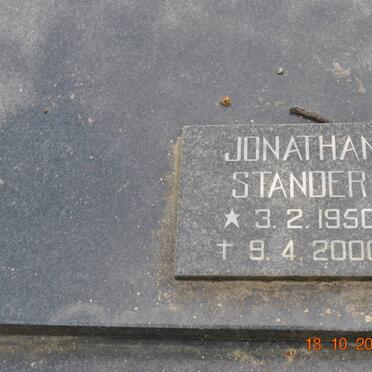 JONATHAN
STANDER
★ 3.2.1950
† 9.4.2000
18 10 20